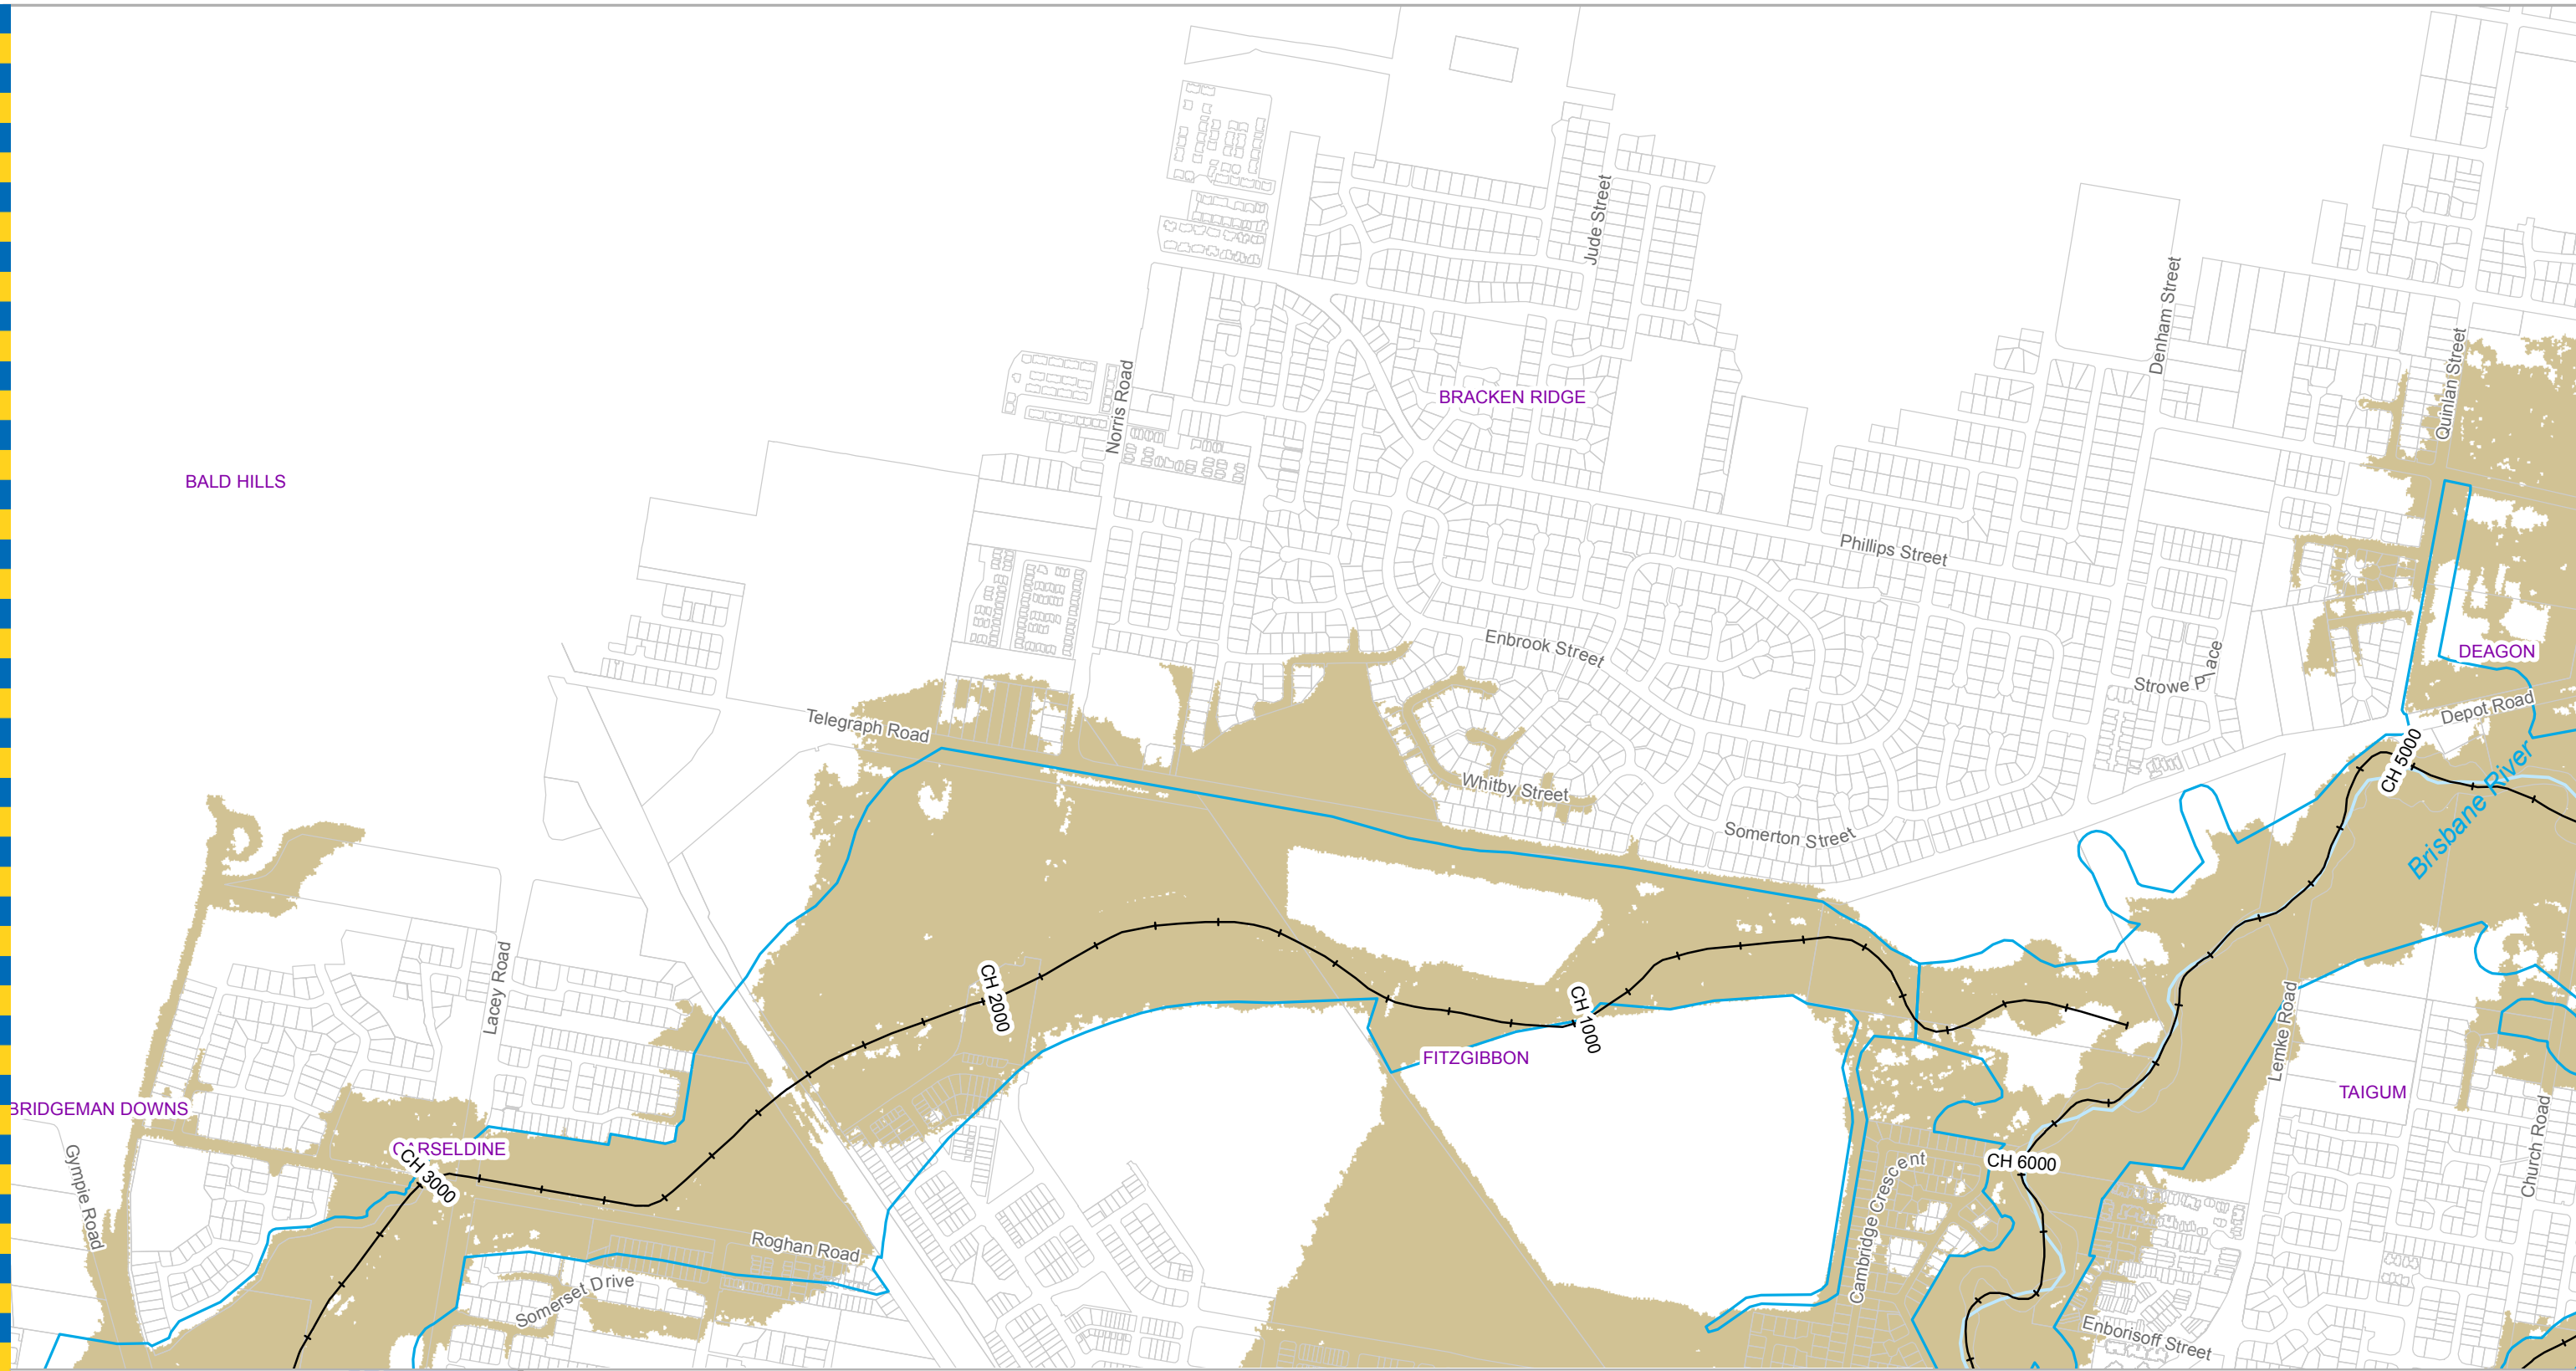 Jude Street
Denham Street
Quinlan Street
Norris Road
BRACKEN RIDGE
BALD HILLS
Phillips Street
Enbrook Street
DEAGON
Strowe Place
Depot Road
Telegraph Road
CH 5000
Whitby Street
Brisbane River
Somerton Street
Lacey Road
CH 2000
CH 1000
FITZGIBBON
Lemke Road
TAIGUM
BRIDGEMAN DOWNS
CARSELDINE
CH 3000
CH 6000
Church Road
Gympie Road
Cambridge Crescent
Roghan Road
Somerset Drive
Enborisoff Street